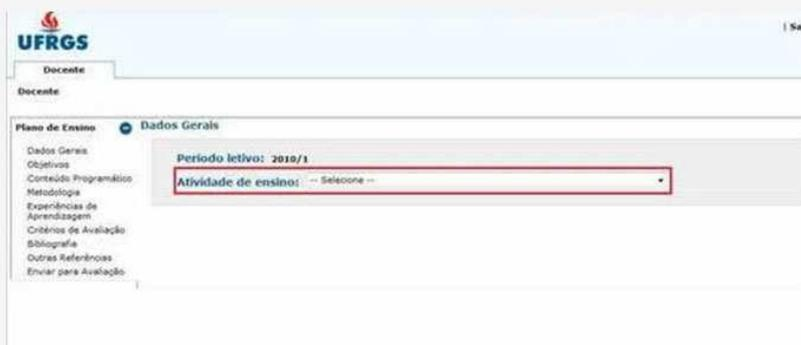 UFRGS
| Sa
Docente
Docente
Plano de Ensino
Dados Gerais
Dados Gerais
Objetivos
Conteúdo Programático
Metodologia
Experiências de
Aprendizagem
Critérios de Avaliação
Bibliografia
Outras Referências
Enviar para Avaliação
Período letivo: 2010/1
Atividade de ensino: -- Selecione --